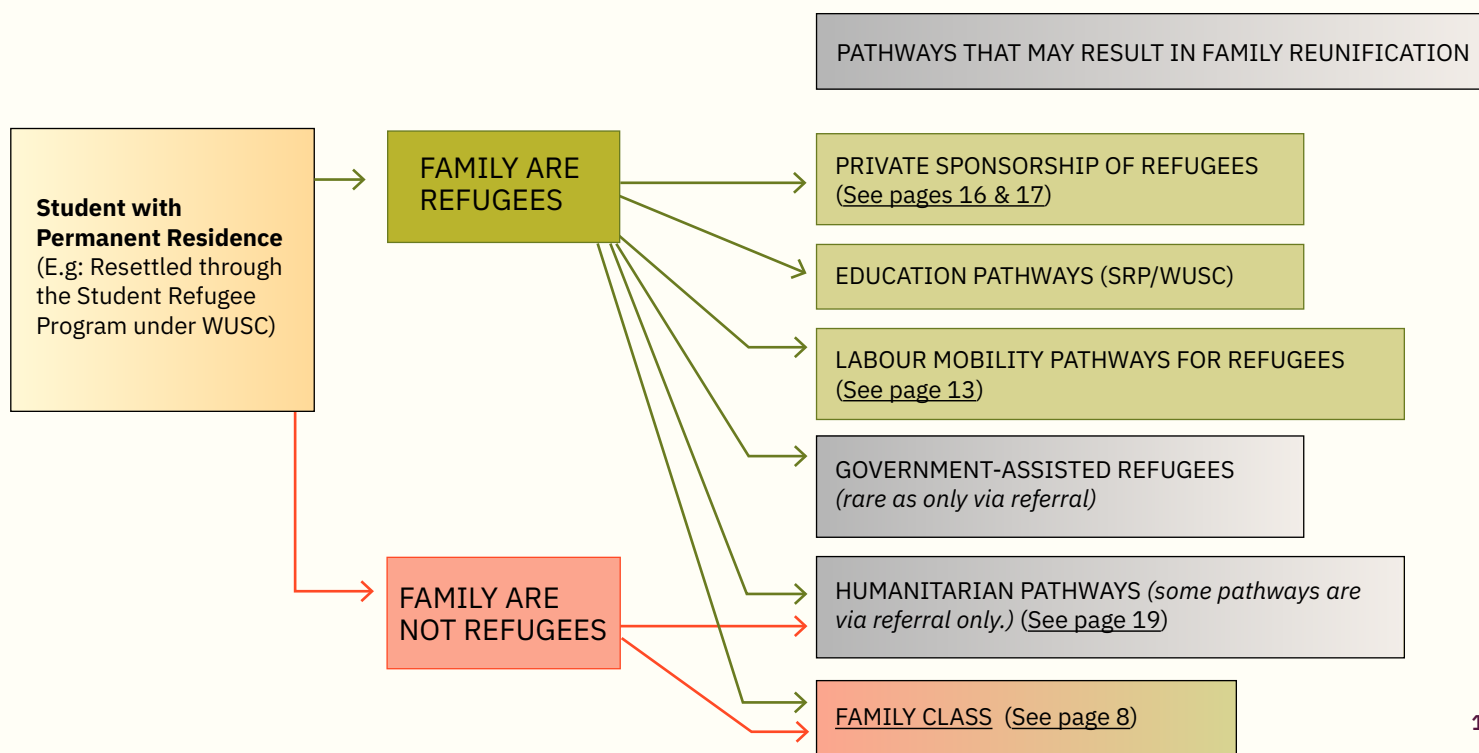 PATHWAYS THAT MAY RESULT IN FAMILY REUNIFICATION
Student with
Permanent Residence
(E.g: Resettled through
the Student Refugee
Program under WUSC)
FAMILY ARE
REFUGEES
FAMILY ARE
NOT REFUGEES
PRIVATE SPONSORSHIP OF REFUGEES
(See pages 16 & 17)
EDUCATION PATHWAYS (SRP/WUSC)
LABOUR MOBILITY PATHWAYS FOR REFUGEES
(See page 13)
GOVERNMENT-ASSISTED REFUGEES
(rare as only via referral)
HUMANITARIAN PATHWAYS (some pathways are
via referral only.) (See page 19)
FAMILY CLASS (See page 8)